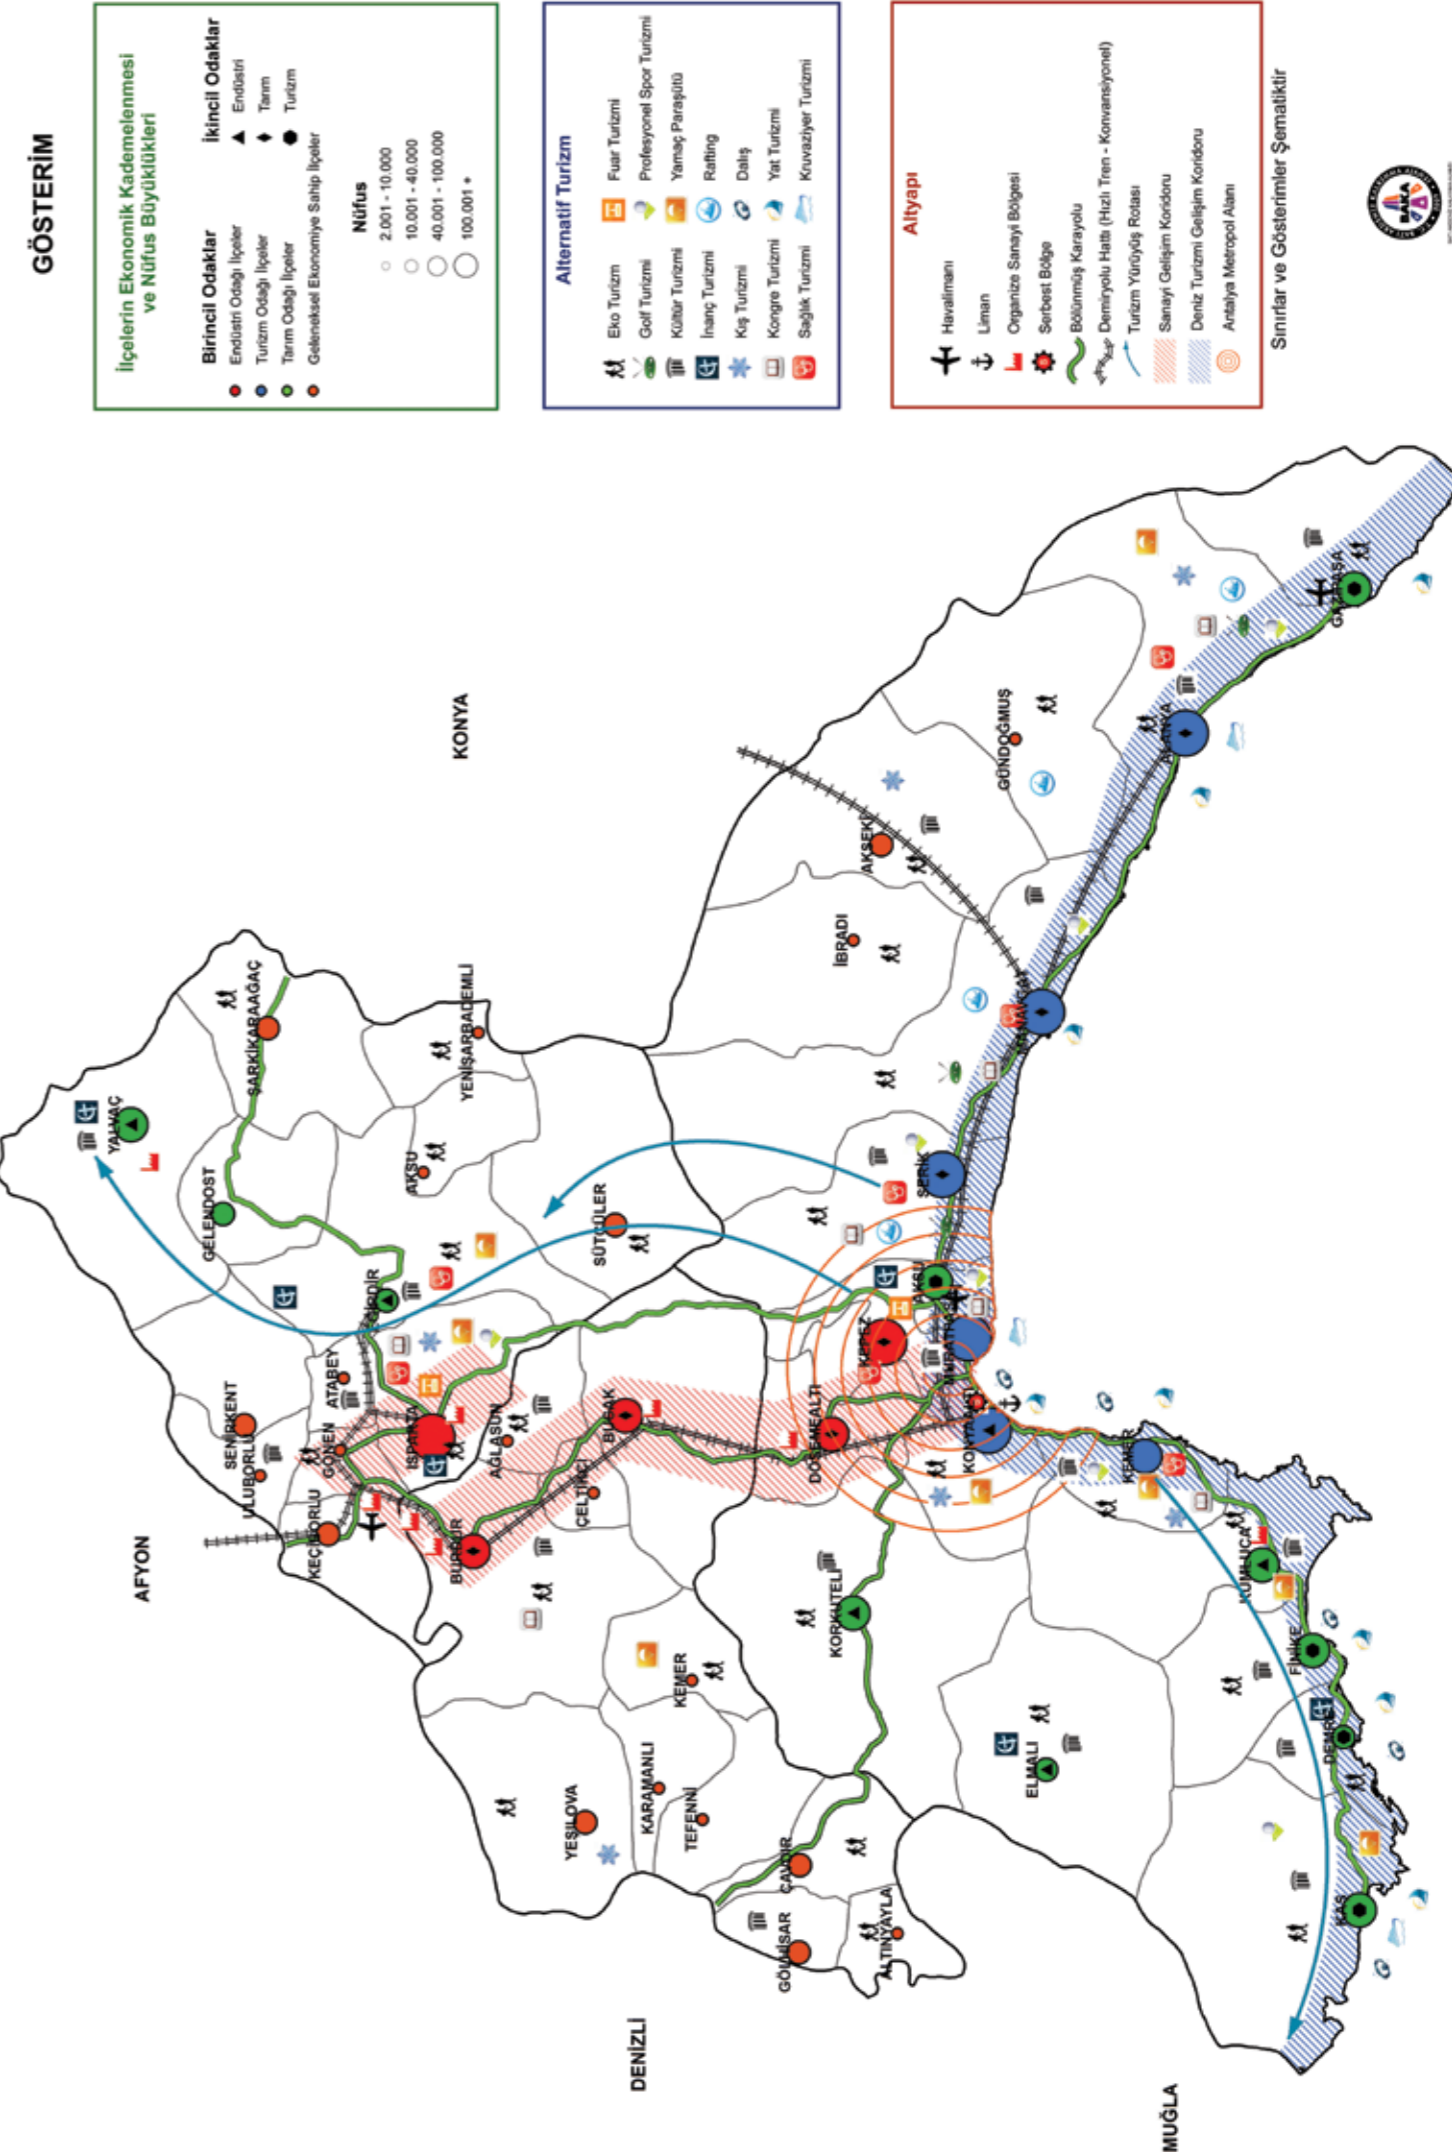 GÖSTERİM
İlçelerin Ekonomik Kademelenmesi
ve Nüfus Büyüklükleri
Birincil Odaklar
Endüstri Odağı İlçeler
Turizm Odağı İlçeler
Tarım Odağı İlçeler
Geleneksel Ekonomiye Sahip İlçeler
İkincil Odaklar
Endüstri
Tarım
Turizm
Nüfus
2.001 - 10.000
10.001 - 40.000
40.001 - 100.000
100.001 +
Alternatif Turizm
Eko Turizm
Golf Turizmi
Kültür Turizmi
İnanç Turizmi
Kış Turizmi
Kongre Turizmi
Sağlık Turizmi
Fuar Turizmi
Profesyonel Spor Turizmi
Yamaç Paraşütü
Rafting
Dalış
Yat Turizmi
Kruvaziyer Turizmi
Altyapı
Havalimanı
Liman
Organize Sanayi Bölgesi
Serbest Bölge
Bölünmüş Karayolu
Demiryolu Hattı (Hızlı Tren - Konvansiyonel)
Turizm Yürüyüş Rotası
Sanayi Gelişim Koridoru
Deniz Turizmi Gelişim Koridoru
Antalya Metropol Alanı
Sınırlar ve Gösterimler Şematiktir
BAKA
AFYON
KONYA
DENİZLİ
MUĞLA
YALVAÇ
ŞARKİKARAAĞAÇ
GELENDOST
YENİŞARBADEMLİ
AKSU
SÜTÇÜLER
EĞİRDİR
ATABEY
SENİRKENT
ULUBORLU
GÖNEN
ISPARTA
KEÇİBORLU
AĞLASUN
BUCAK
ÇELTİKÇİ
BURDUR
KEMER
KARAMANLI
TEFENNİ
YEŞİLOVA
ÇAVDIR
GÖLHİSAR
ALTINYAYLA
KORKUTELİ
DÖŞEMEALTI
KEPEZ
AKSU
MURATPAŞA
KONYAALTI
SERİK
MANAVGAT
İBRADI
AKSEKİ
GÜNDOĞMUŞ
ALANYA
GAZİPAŞA
KEMER
KUMLUCA
FİNİKE
DEMRE
KAŞ
ELMALI